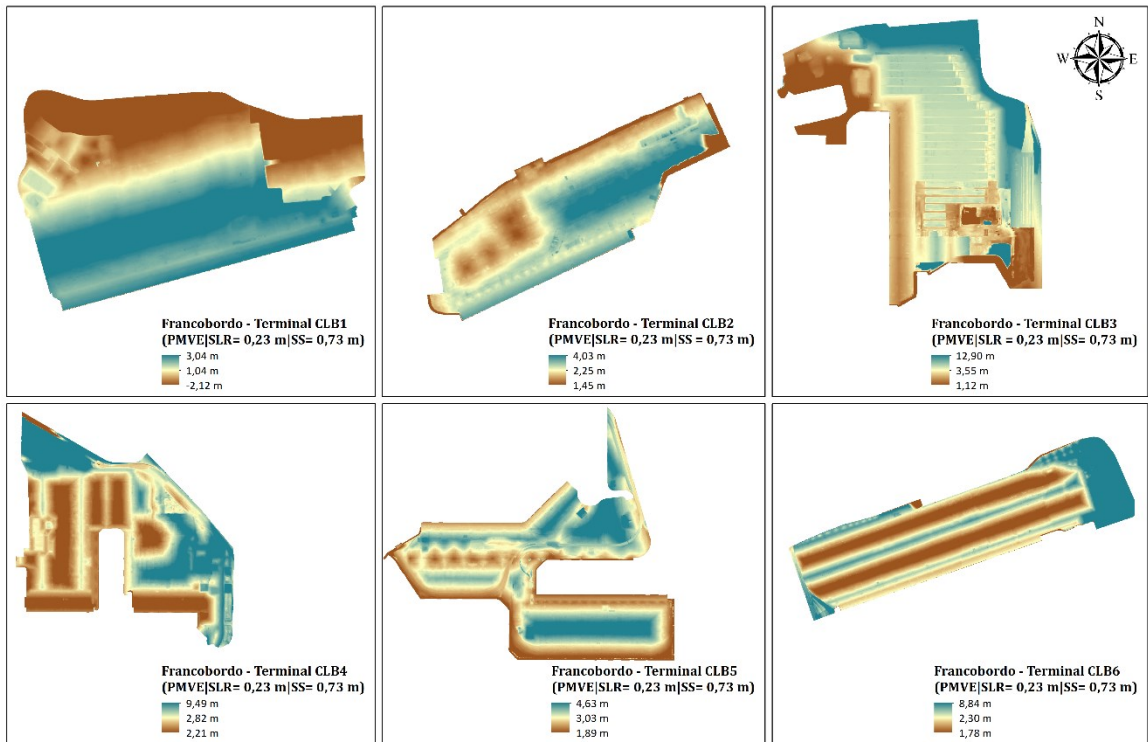 N
W E
S
Francobordo - Terminal CLB1
(PMVE|SLR= 0,23 m|SS= 0,73 m)
3,04 m
1,04 m
-2,12 m
Francobordo - Terminal CLB2
(PMVE|SLR= 0,23 m|SS = 0,73 m)
4,03 m
2,25 m
1,45 m
Francobordo - Terminal CLB3
(PMVE|SLR= 0,23 m|SS= 0,73 m)
12,90 m
3,55 m
1,12 m
Francobordo - Terminal CLB4
(PMVE|SLR= 0,23 m|SS= 0,73 m)
9,49 m
2,82 m
2,21 m
Francobordo - Terminal CLB5
(PMVE|SLR= 0,23 m|SS= 0,73 m)
4,63 m
3,03 m
1,89 m
Francobordo - Terminal CLB6
(PMVE|SLR= 0,23 m|SS= 0,73 m)
8,84 m
2,30 m
1,78 m